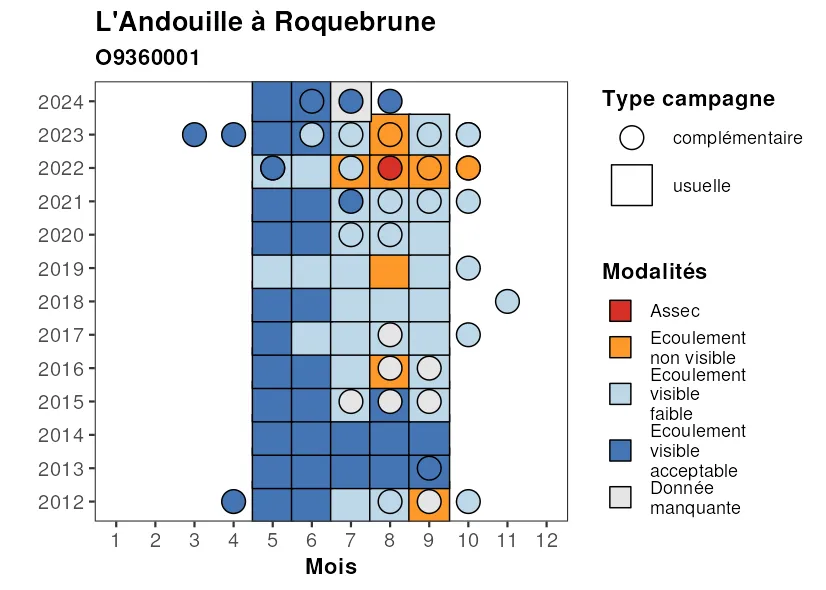 L'Andouille à Roquebrune
O9360001
2024
2023
2022
2021
2020
2019
2018
2017
2016
2015
2014
2013
2012
1 2 3 4 5 6 7 8 9 10 11 12
Mois
Type campagne
complémentaire
usuelle
Modalités
Assec
Ecoulement
non visible
Ecoulement
visible
faible
Ecoulement
visible
acceptable
Donnée
manquante